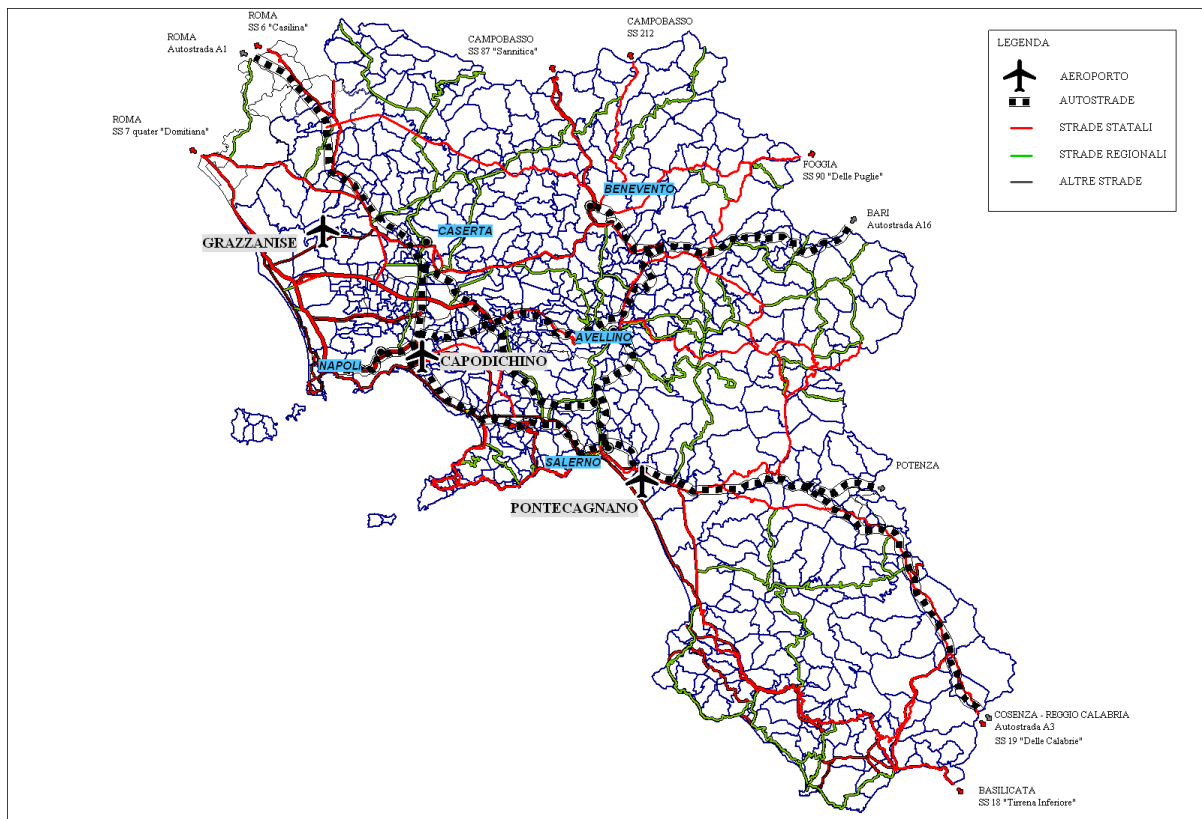 ROMA
SS 6 "Casilina"
ROMA
Autostrada A1
CAMPOBASSO
SS 87 "Sannitica"
CAMPOBASSO
SS 212
ROMA
SS 7 quater "Domitiana"
FOGGIA
SS 90 "Delle Puglie"
BARI
Autostrada A16
BENEVENTO
CASERTA
GRAZZANISE
AVELLINO
NAPOLI
CAPODICHINO
SALERNO
PONTECAGNANO
POTENZA
COSENZA - REGGIO CALABRIA
Autostrada A3
SS 19 "Delle Calabrie"
BASILICATA
SS 18 "Tirrena Inferiore"
LEGENDA
AEROPORTO
AUTOSTRADE
STRADE STATALI
STRADE REGIONALI
ALTRE STRADE